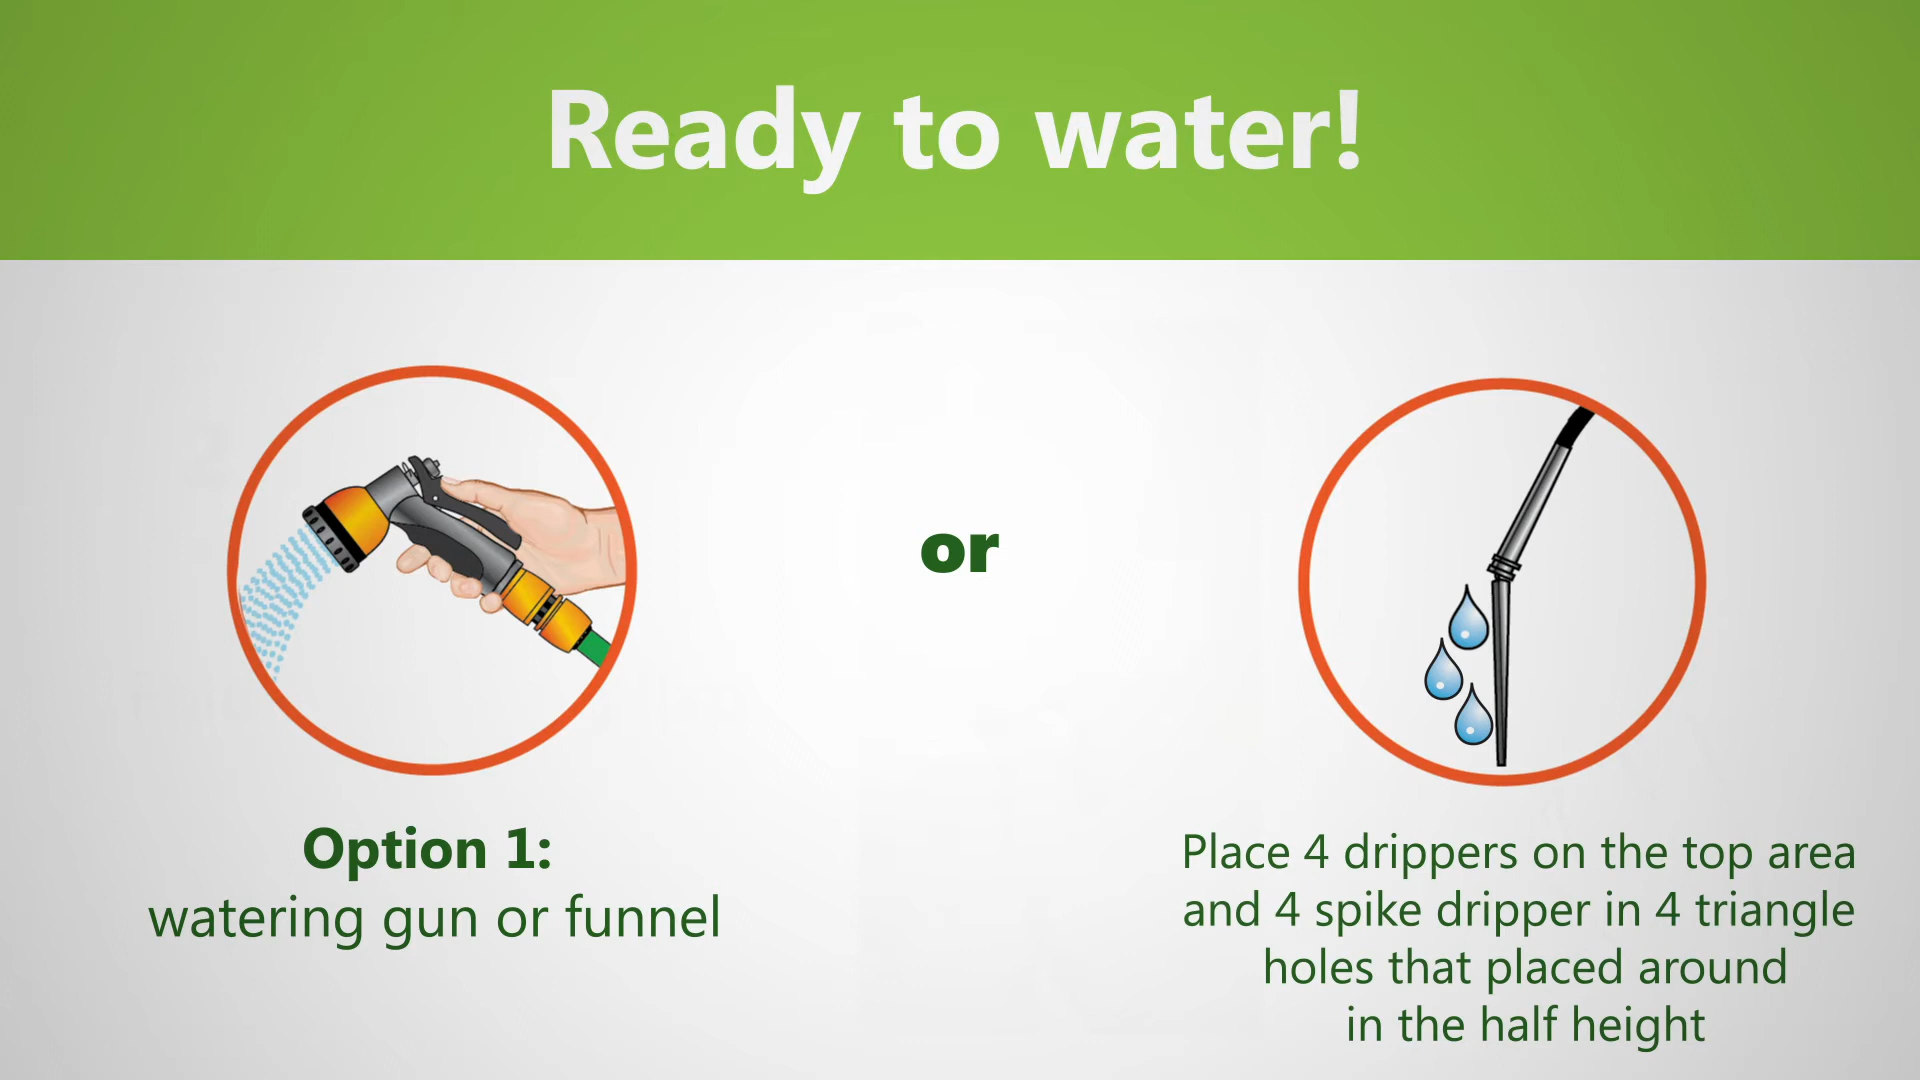 Ready to water!
or
Option 1:
watering gun or funnel
Place 4 drippers on the top area
and 4 spike dripper in 4 triangle
holes that placed around
in the half height